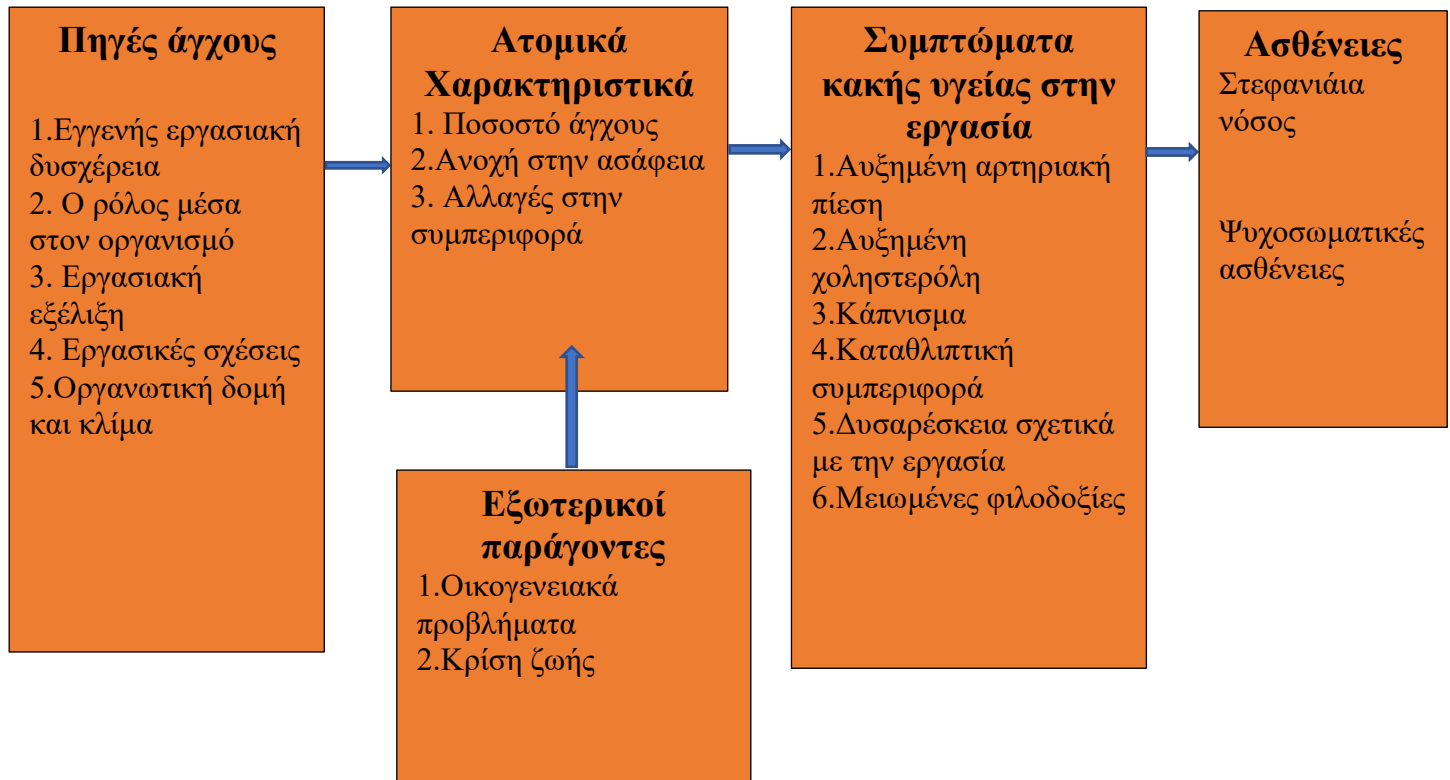 Πηγές άγχους
1.Εγγενής εργασιακή
δυσχέρεια
2. Ο ρόλος μέσα
στον οργανισμό
3. Εργασιακή
εξέλιξη
4. Εργασικές σχέσεις
5.Οργανωτική δομή
και κλίμα
Ατομικά
Χαρακτηριστικά
1. Ποσοστό άγχους
2.Ανοχή στην ασάφεια
3. Αλλαγές στην
συμπεριφορά
Εξωτερικοί
παράγοντες
1.Οικογενειακά
προβλήματα
2.Κρίση ζωής
Συμπτώματα
κακής υγείας στην
εργασία
1.Αυξημένη αρτηριακή
πίεση
2.Αυξημένη
χοληστερόλη
3.Κάπνισμα
4.Καταθλιπτική
συμπεριφορά
5.Δυσαρέσκεια σχετικά
με την εργασία
6.Μειωμένες φιλοδοξίες
Ασθένειες
Στεφανιάια
νόσος
Ψυχοσωματικές
ασθένειες